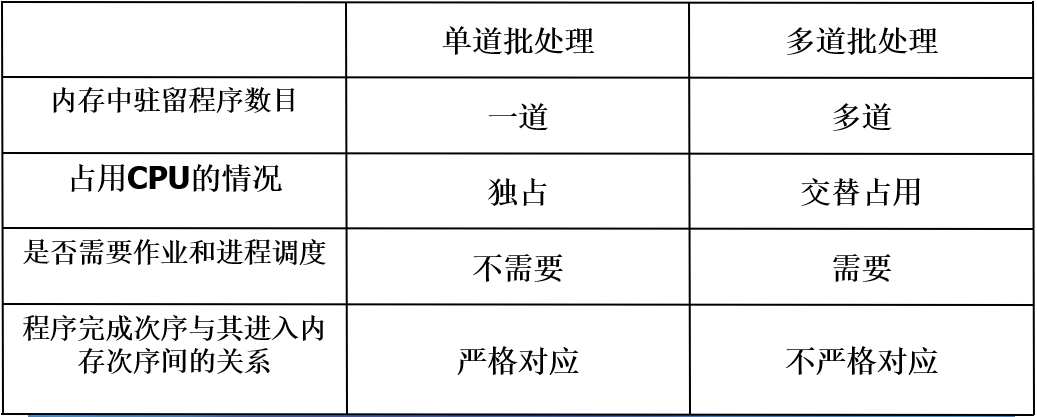 单道批处理 多道批处理
内存中驻留程序数目 一道 多道
占用CPU的情况 独占 交替占用
是否需要作业和进程调度 不需要 需要
程序完成次序与其进入内
存次序间的关系 严格对应 不严格对应